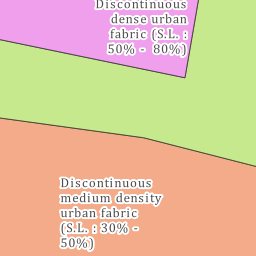 Discontinuous
dense urban
fabric (S.L. :
50% -  80%)
Discontinuous
medium density
urban fabric
(S.L. : 30% -
50%)